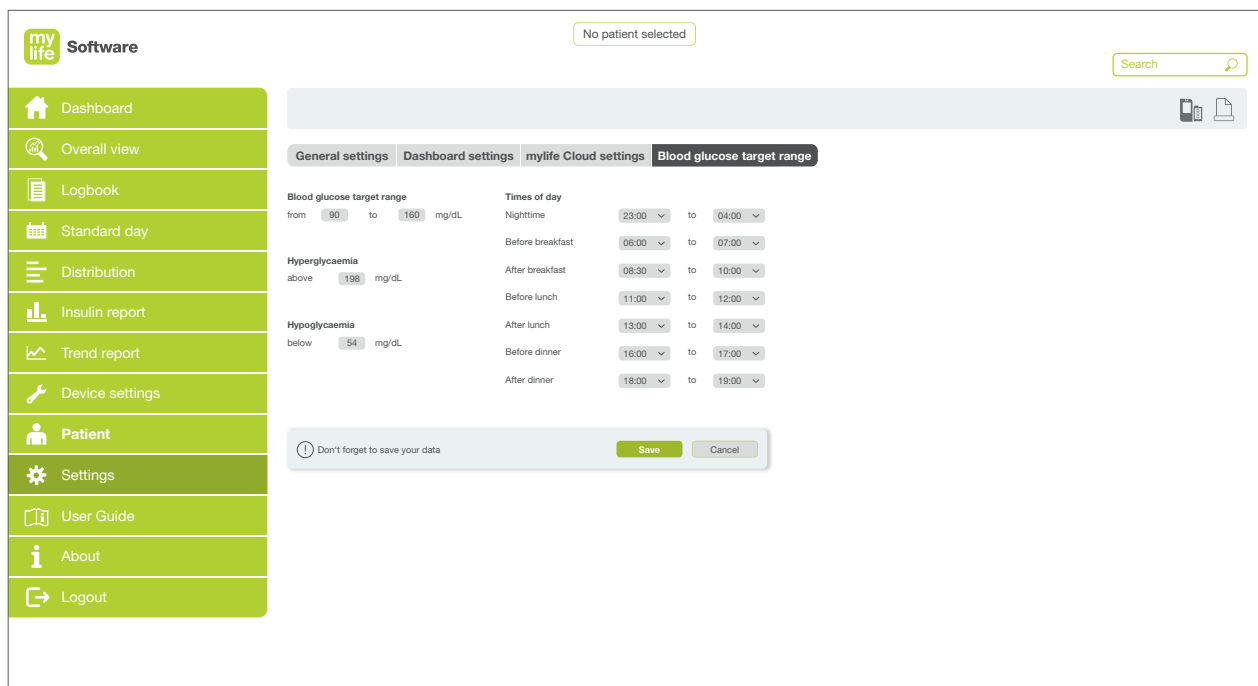 my
life
Software
No patient selected
Search
Dashboard
Overall view
Logbook
Standard day
Distribution
Insulin report
Trend report
Device settings
Patient
Settings
User Guide
About
Logout
General settings Dashboard settings mylife Cloud settings Blood glucose target range
Blood glucose target range
from 90 to 160 mg/dL
Hyperglycaemia
above 198 mg/dL
Hypoglycaemia
below 54 mg/dL
Times of day
Nighttime 23:00 to 04:00
Before breakfast 06:00 to 07:00
After breakfast 08:30 to 10:00
Before lunch 11:00 to 12:00
After lunch 13:00 to 14:00
Before dinner 16:00 to 17:00
After dinner 18:00 to 19:00
! Don't forget to save your data Save Cancel